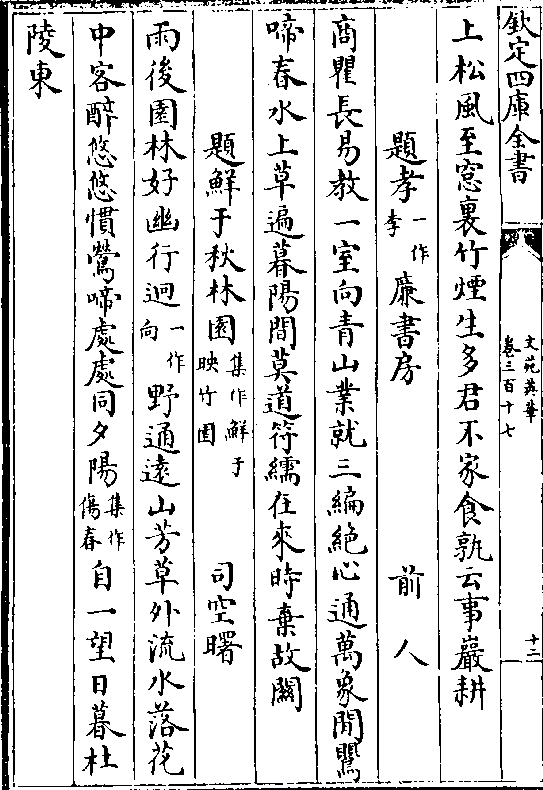 欽定四庫全書
文苑英華
卷三百十七
十二
上松風至窓裏竹煙生多君不家食孰云事巖耕
題孝一作李廉書房 前人
商瞿長易教一室向青山業就三編絶心通萬象閒鸎
啼春水上草遍暮陽間莫道符繻在來時棄故關
題鮮于秋林園集作鮮于映竹園 司空曙
雨後園林好幽行迥一作向野通遠山芳草外流水落花
中客醉悠悠慣鶯啼處處同夕陽集作傷春自一望日暮杜
陵東